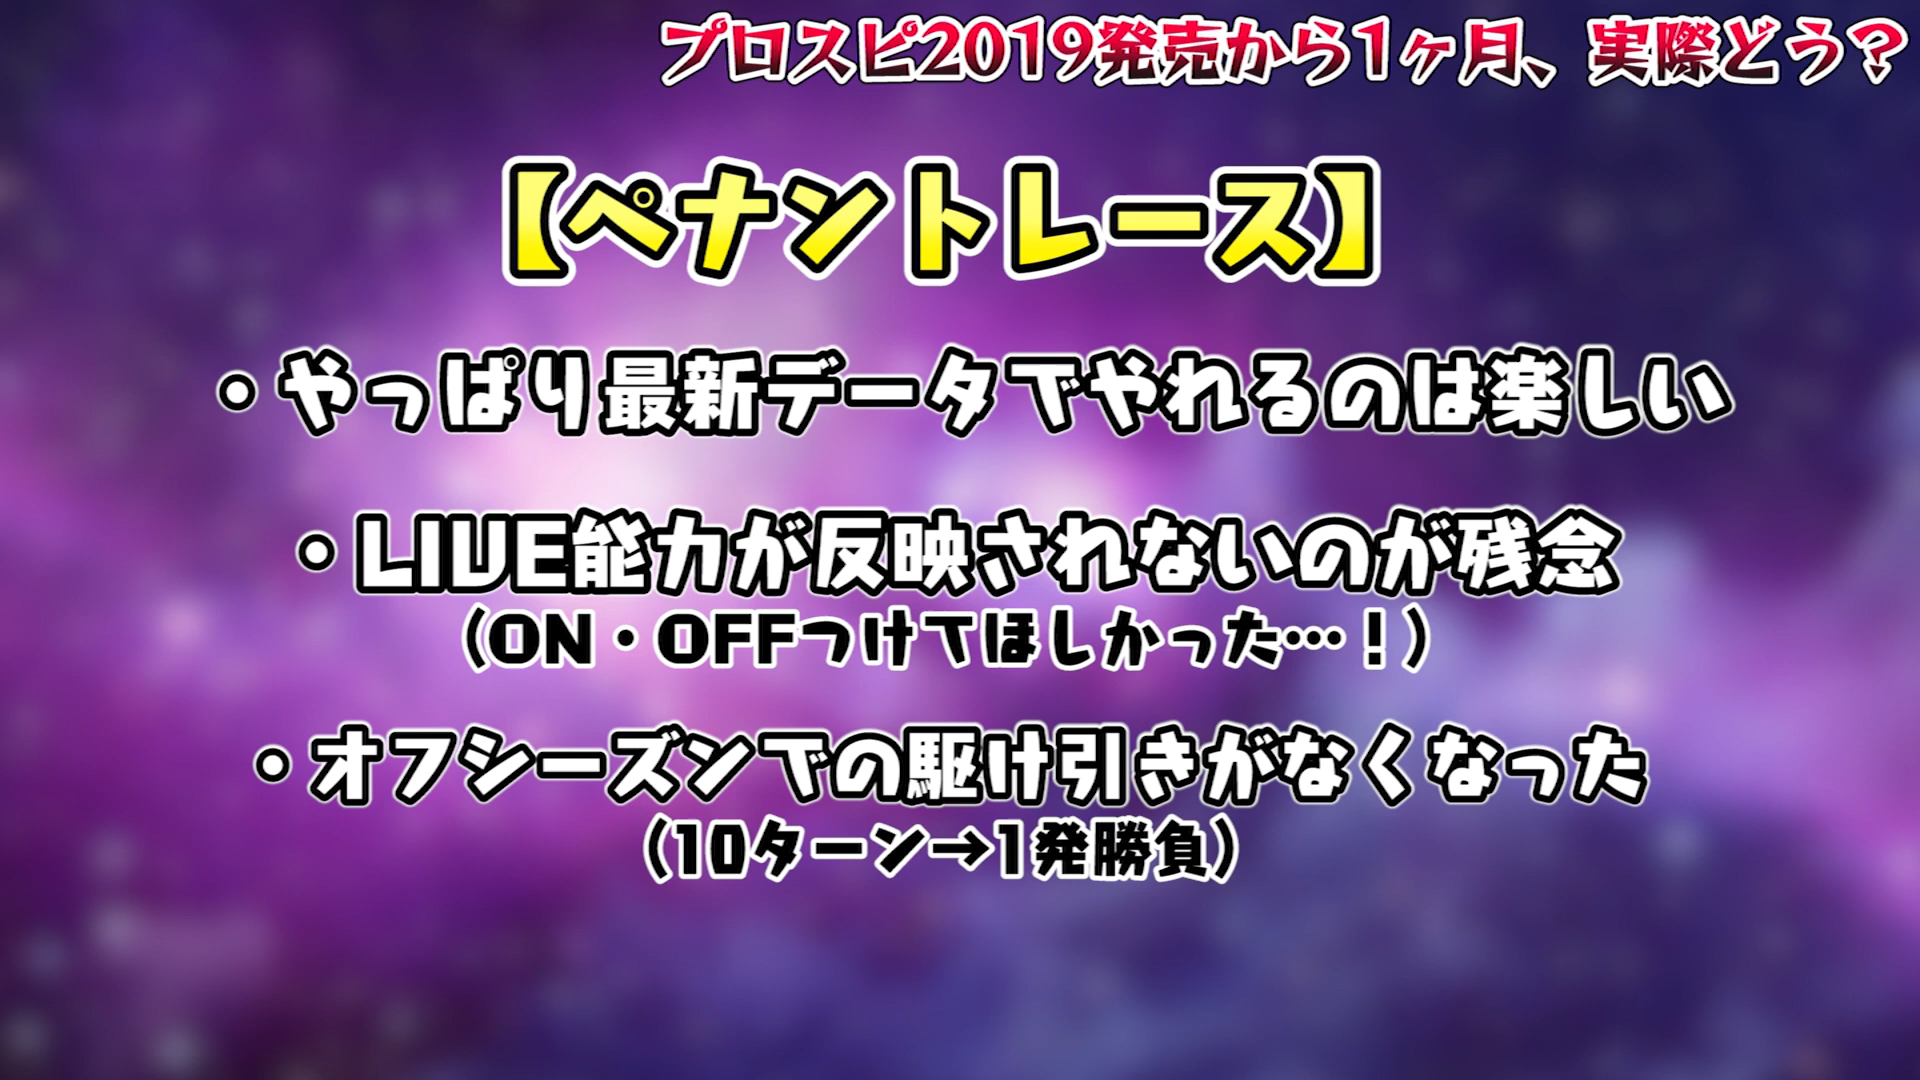 プロスピ2019発売から1ヶ月、実際どう？
【ペナントレース】
・やっぱり最新データでやれるのは楽しい
・LIVE能力が反映されないのが残念
（ON・OFFつけてほしかった…！）
・オフシーズンでの駆け引きがなくなった
（10ターン→1発勝負）